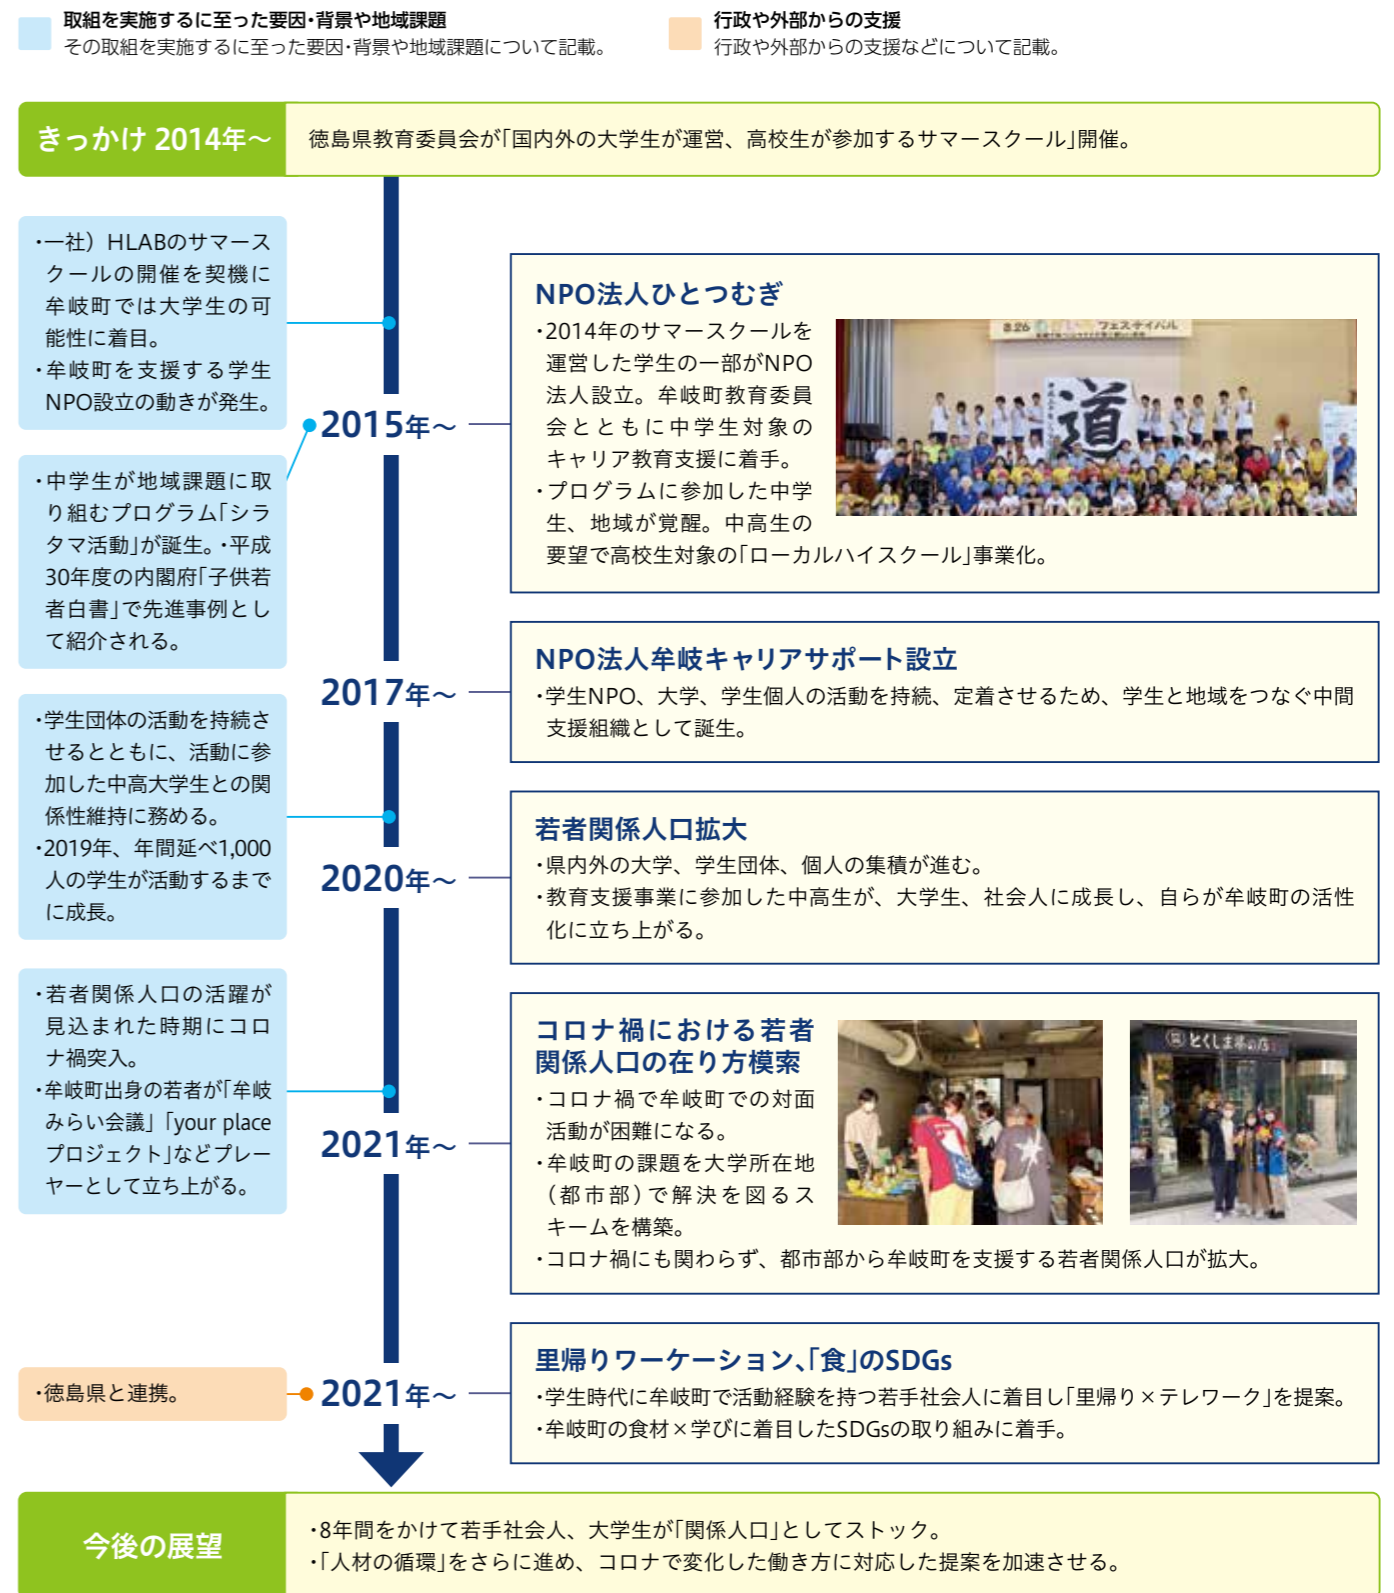 取組を実施するに至った要因・背景や地域課題
その取組を実施するに至った要因・背景や地域課題について記載。
行政や外部からの支援
行政や外部からの支援などについて記載。
きっかけ 2014年〜
徳島県教育委員会が「国内外の大学生が運営、高校生が参加するサマースクール」開催。
・一社）HLABのサマース
クールの開催を契機に
牟岐町では大学生の可
能性に着目。
・牟岐町を支援する学生
NPO設立の動きが発生。
2015年〜
NPO法人ひとつむぎ
・2014年のサマースクールを
運営した学生の一部がNPO
法人設立。牟岐町教育委員
会とともに中学生対象の
キャリア教育支援に着手。
・プログラムに参加した中学
生、地域が覚醒。中高生の
要望で高校生対象の「ローカルハイスクール」事業化。
8.26
フェスティバル
道
・中学生が地域課題に取
り組むプログラム「シラ
タマ活動」が誕生。・平成
30年度の内閣府「子供若
者白書」で先進事例とし
て紹介される。
2017年〜
NPO法人牟岐キャリアサポート設立
・学生NPO、大学、学生個人の活動を持続、定着させるため、学生と地域をつなぐ中間
支援組織として誕生。
・学生団体の活動を持続さ
せるとともに、活動に参
加した中高大学生との関
係性維持に務める。
・2019年、年間延べ1,000
人の学生が活動するまで
に成長。
2020年〜
若者関係人口拡大
・県内外の大学、学生団体、個人の集積が進む。
・教育支援事業に参加した中高生が、大学生、社会人に成長し、自らが牟岐町の活性
化に立ち上がる。
・若者関係人口の活躍が
見込まれた時期にコロ
ナ禍突入。
・牟岐町出身の若者が「牟岐
みらい会議」「your place
プロジェクト」などプレー
ヤーとして立ち上がる。
2021年〜
コロナ禍における若者
関係人口の在り方模索
・コロナ禍で牟岐町での対面
活動が困難になる。
・牟岐町の課題を大学所在地
（都市部）で解決を図るス
キームを構築。
・コロナ禍にも関わらず、都市部から牟岐町を支援する若者関係人口が拡大。
とくしま
の店
・徳島県と連携。
2021年〜
里帰りワーケーション、「食」のSDGs
・学生時代に牟岐町で活動経験を持つ若手社会人に着目し「里帰り×テレワーク」を提案。
・牟岐町の食材×学びに着目したSDGsの取り組みに着手。
今後の展望
・8年間をかけて若手社会人、大学生が「関係人口」としてストック。
・「人材の循環」をさらに進め、コロナで変化した働き方に対応した提案を加速させる。